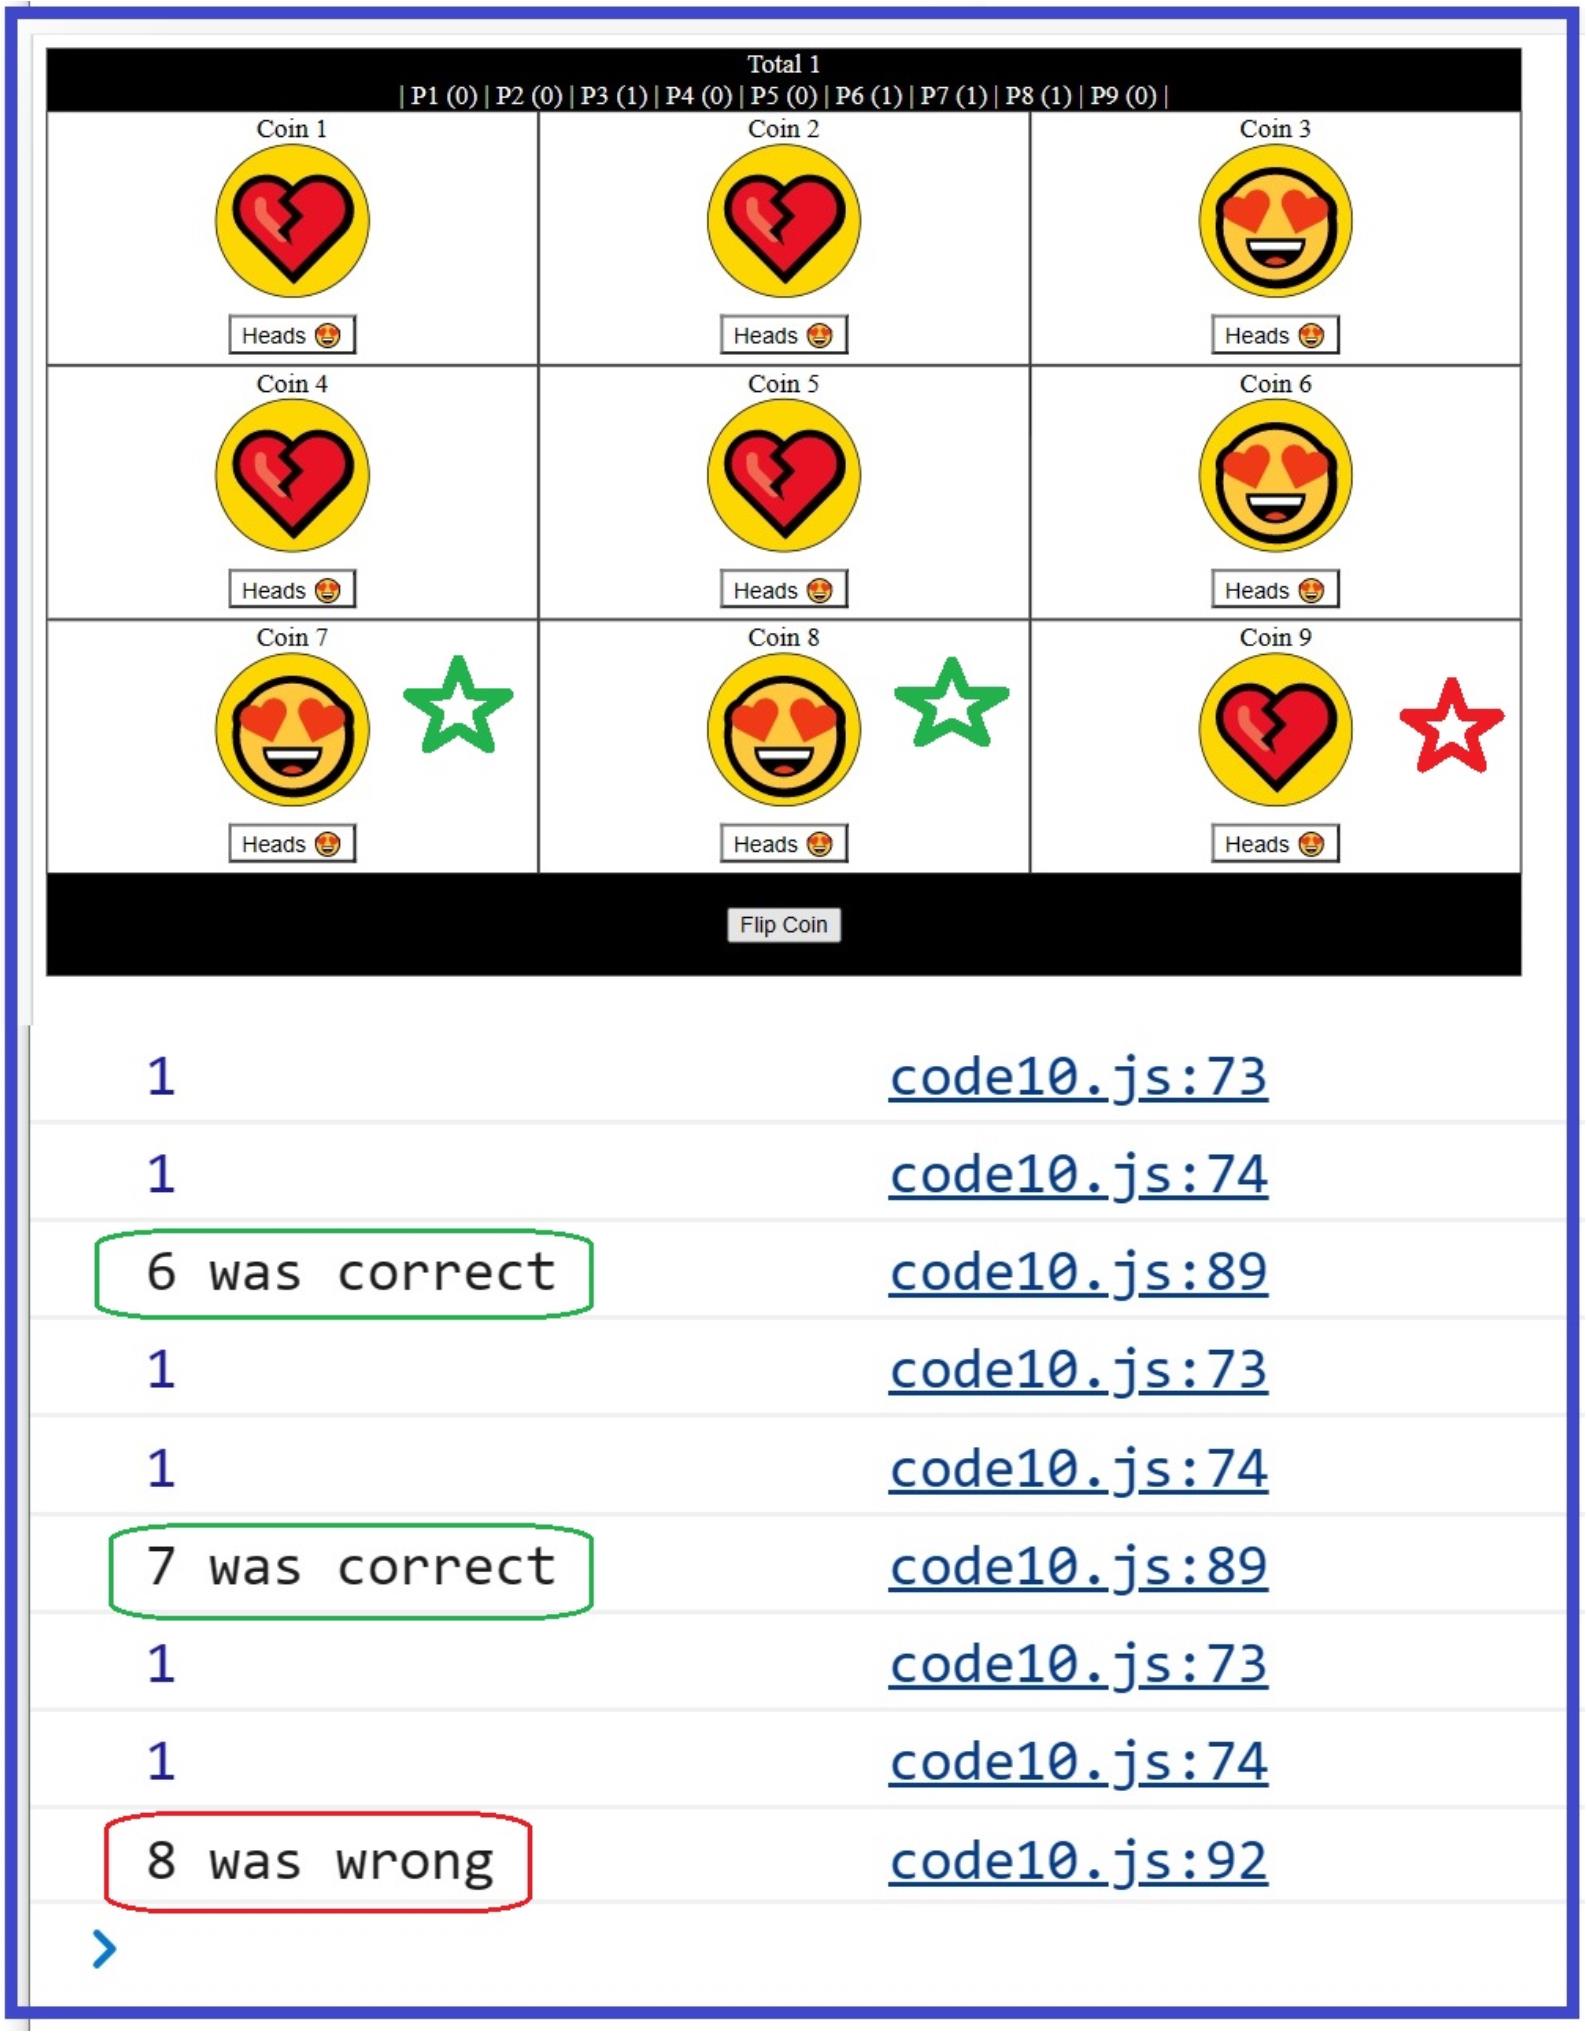 Total 1
| P1 (0) | P2 (0) | P3 (1) | P4 (0) | P5 (0) | P6 (1) | P7 (1) | P8 (1) | P9 (0) |
Coin 1 Coin 2 Coin 3
Heads 😍 Heads 😍 Heads 😍
Coin 4 Coin 5 Coin 6
Heads 😍 Heads 😍 Heads 😍
Coin 7 Coin 8 Coin 9
Heads 😍 Heads 😍 Heads 😍
Flip Coin
1 code10.js:73
1 code10.js:74
6 was correct code10.js:89
1 code10.js:73
1 code10.js:74
7 was correct code10.js:89
1 code10.js:73
1 code10.js:74
8 was wrong code10.js:92